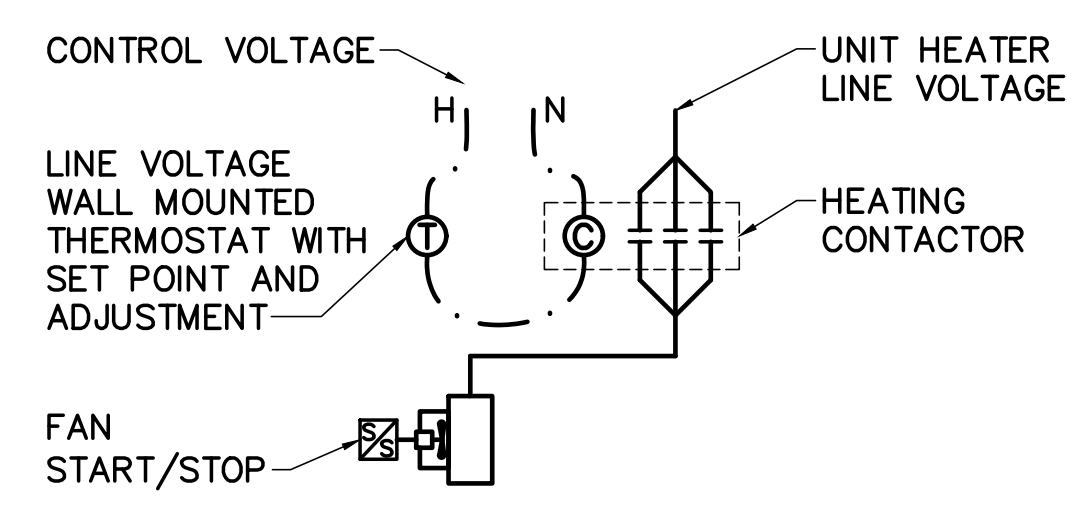 CONTROL VOLTAGE
H
N
UNIT HEATER
LINE VOLTAGE
LINE VOLTAGE
WALL MOUNTED
THERMOSTAT WITH
SET POINT AND
ADJUSTMENT
T
C
HEATING
CONTACTOR
FAN
START/STOP
S/S